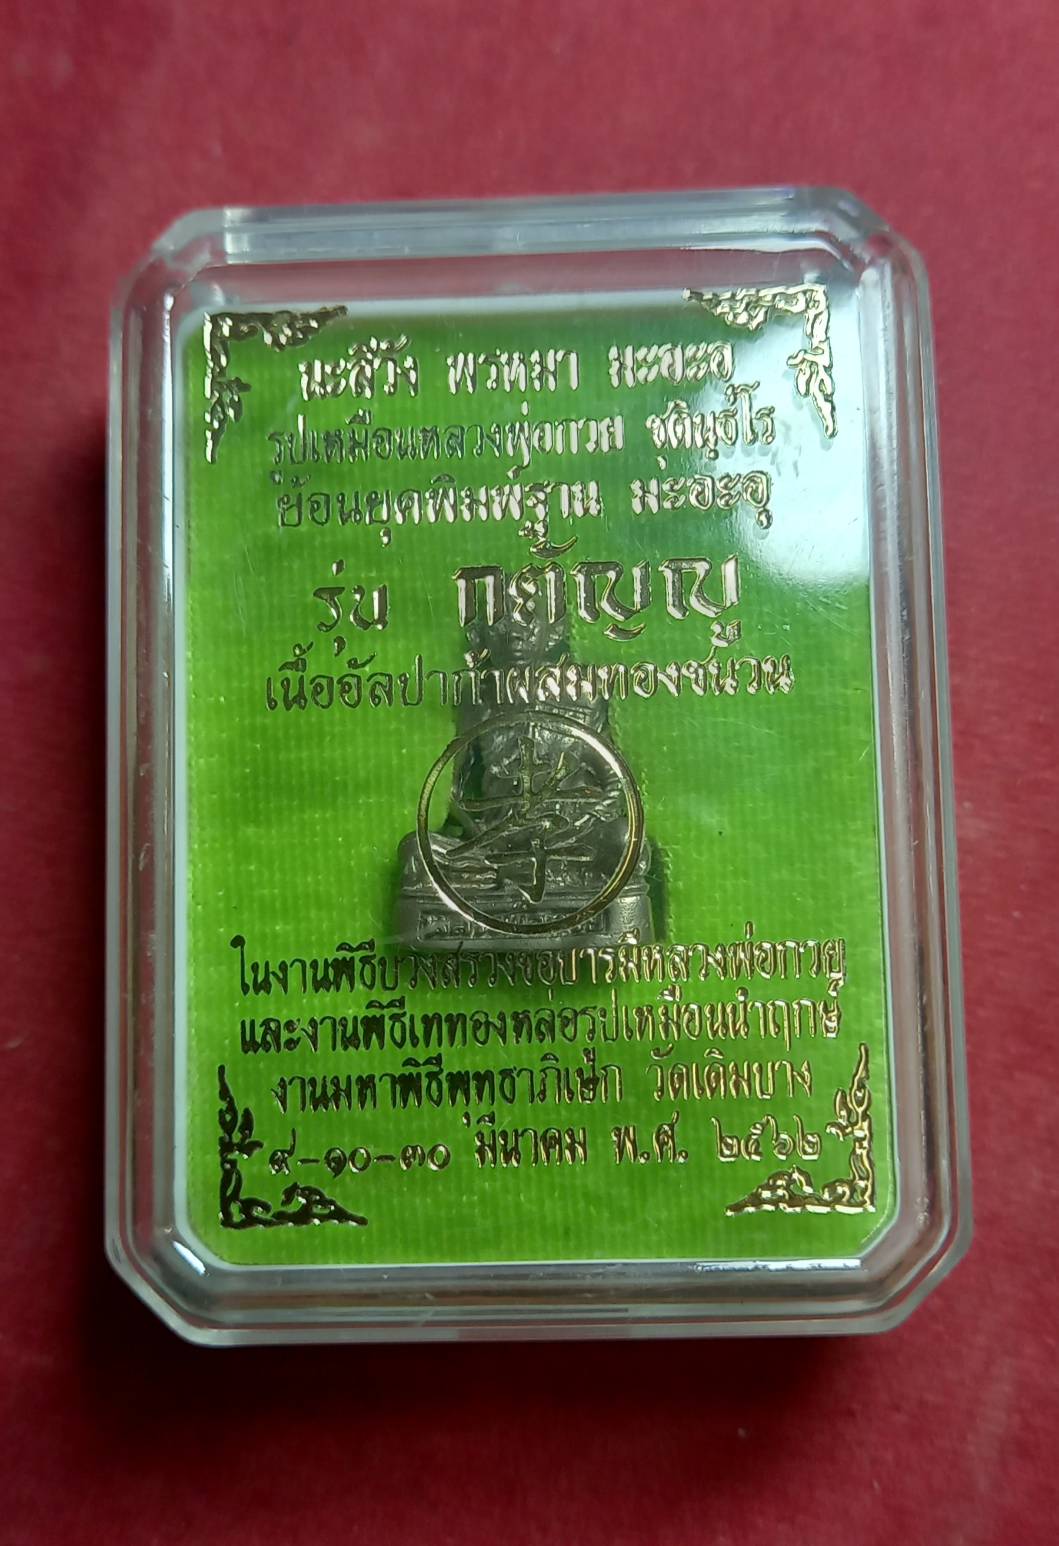 นะสีวัง พรหมา มะอะอุ
รูปเหมือนหลวงพ่อกวย ชุตินฺธโร
ย้อนยุคพิมพ์ฐาน มะอะอุ
รุ่น กตัญญู
เนื้ออัลปาก้าผสมทองชนวน
孝
ในงานพิธีบวงสรวงขอบารมีหลวงพ่อกวย
และงานพิธีเททองหล่อรูปเหมือนนำฤกษ์
งานมหาพิธีพุทธาภิเษก วัดเดิมบาง
๙-๑๐-๓๐ มีนาคม พ.ศ. ๒๕๖๒